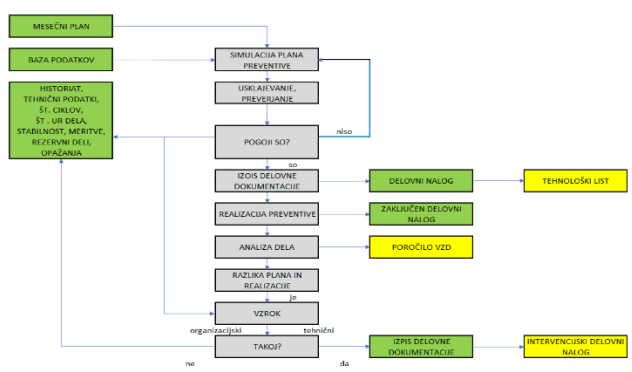 MESEČNI PLAN
SIMULACIJA PLANA
PREVENTIVE
BAZA PODATKOV
HISTORIAT,
TEHNIČNI PODATKI,
ŠT. CIKLOV,
ŠT . UR DELA,
STABILNOST, MERITVE,
REZERVNI DELI,
OPAŽANJA
USKLAJEVANJE,
PREVERJANJE
POGOJI SO?
niso
so
IZOIS DELOVNE
DOKUMENTACIJE
DELOVNI NALOG
TEHNOLOŠKI LIST
REALIZACIJA PREVENTIVE
ZAKLJUČEN DELOVNI
NALOG
ANALIZA DELA
POROČILO VZD
RAZLIKA PLANA IN
REALIZACIJE
je
VZROK
organizacijski
tehnični
TAKOJ?
IZPIS DELOVNE
DOKUMENTACIJE
INTERVENCIJSKI DELOVNI
NALOG
ne
da